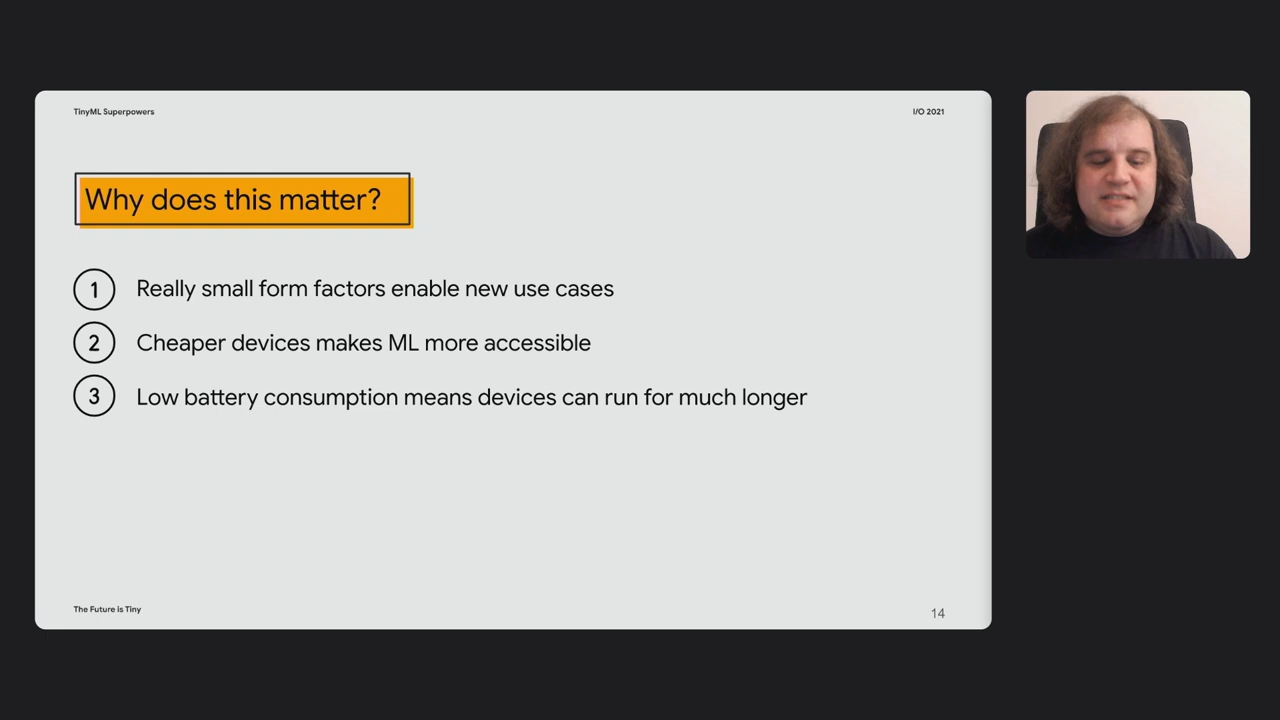 TinyML Superpowers
I/O 2021
Why does this matter?
1 Really small form factors enable new use cases
2 Cheaper devices makes ML more accessible
3 Low battery consumption means devices can run for much longer
The Future is Tiny
14